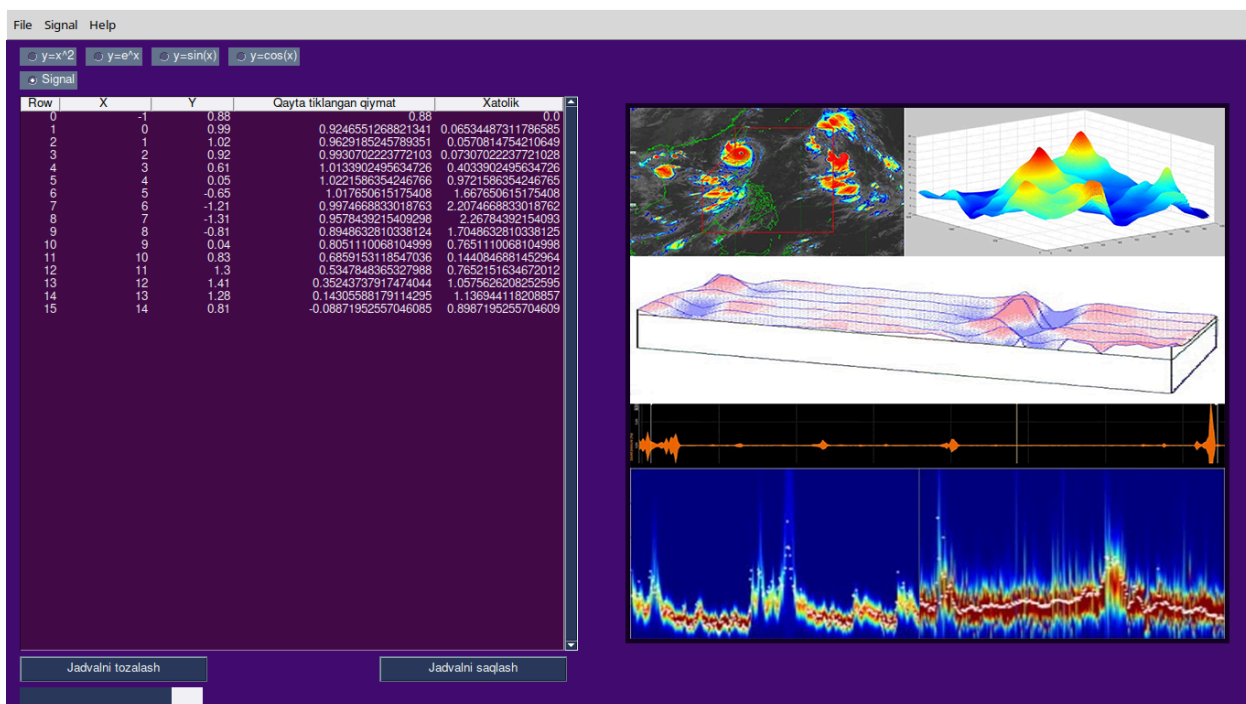 File Signal Help
y=x^2 y=e^x y=sin(x) y=cos(x)
Signal
Row X Y Qayta tiklangan qiymat Xatolik
0 -1 0.88 0.88 0.0
1 0 0.99 0.9246551268821341 0.06534487311786585
2 1 1.02 0.9629185245789351 0.0570814754210649
3 2 0.92 0.9930702223772103 0.07307022237721028
4 3 0.61 1.0133902495634726 0.4033902495634726
5 4 0.05 1.0221586354246766 0.9721586354246765
6 5 -0.65 1.017650615175408 1.667650615175408
7 6 -1.21 0.9974668833018763 2.2074668833018762
8 7 -1.31 0.9578439215409298 2.26784392154093
9 8 -0.81 0.8948632810338124 1.7048632810338125
10 9 0.04 0.8051110068104999 0.7651110068104998
11 10 0.83 0.6859153118547036 0.1440846881452964
12 11 1.3 0.5347848365327988 0.7652151634672012
13 12 1.41 0.35243737917474044 1.0575626208252595
14 13 1.28 0.14305588179114295 1.136944118208857
15 14 0.81 -0.08871952557046085 0.8987195255704609
Jadvalni tozalash Jadvalni saqlash